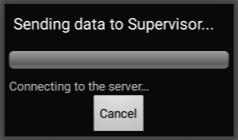 Sending data to Supervisor...
Connecting to the server...
Cancel